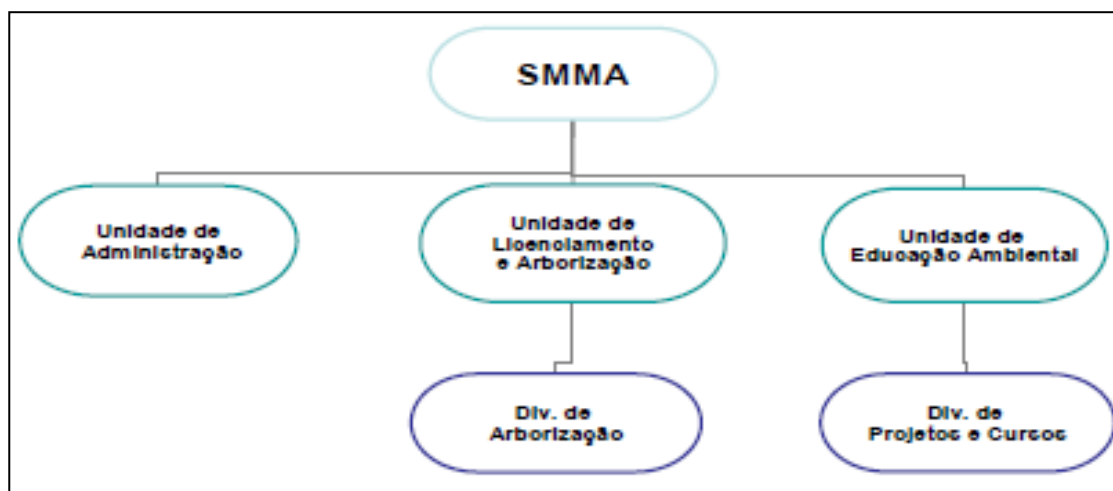 SMMA
Unidade de
Administração
Unidade de
Licenciamento
e Arborização
Unidade de
Educação Ambiental
Div. de
Arborização
Div. de
Projetos e Cursos